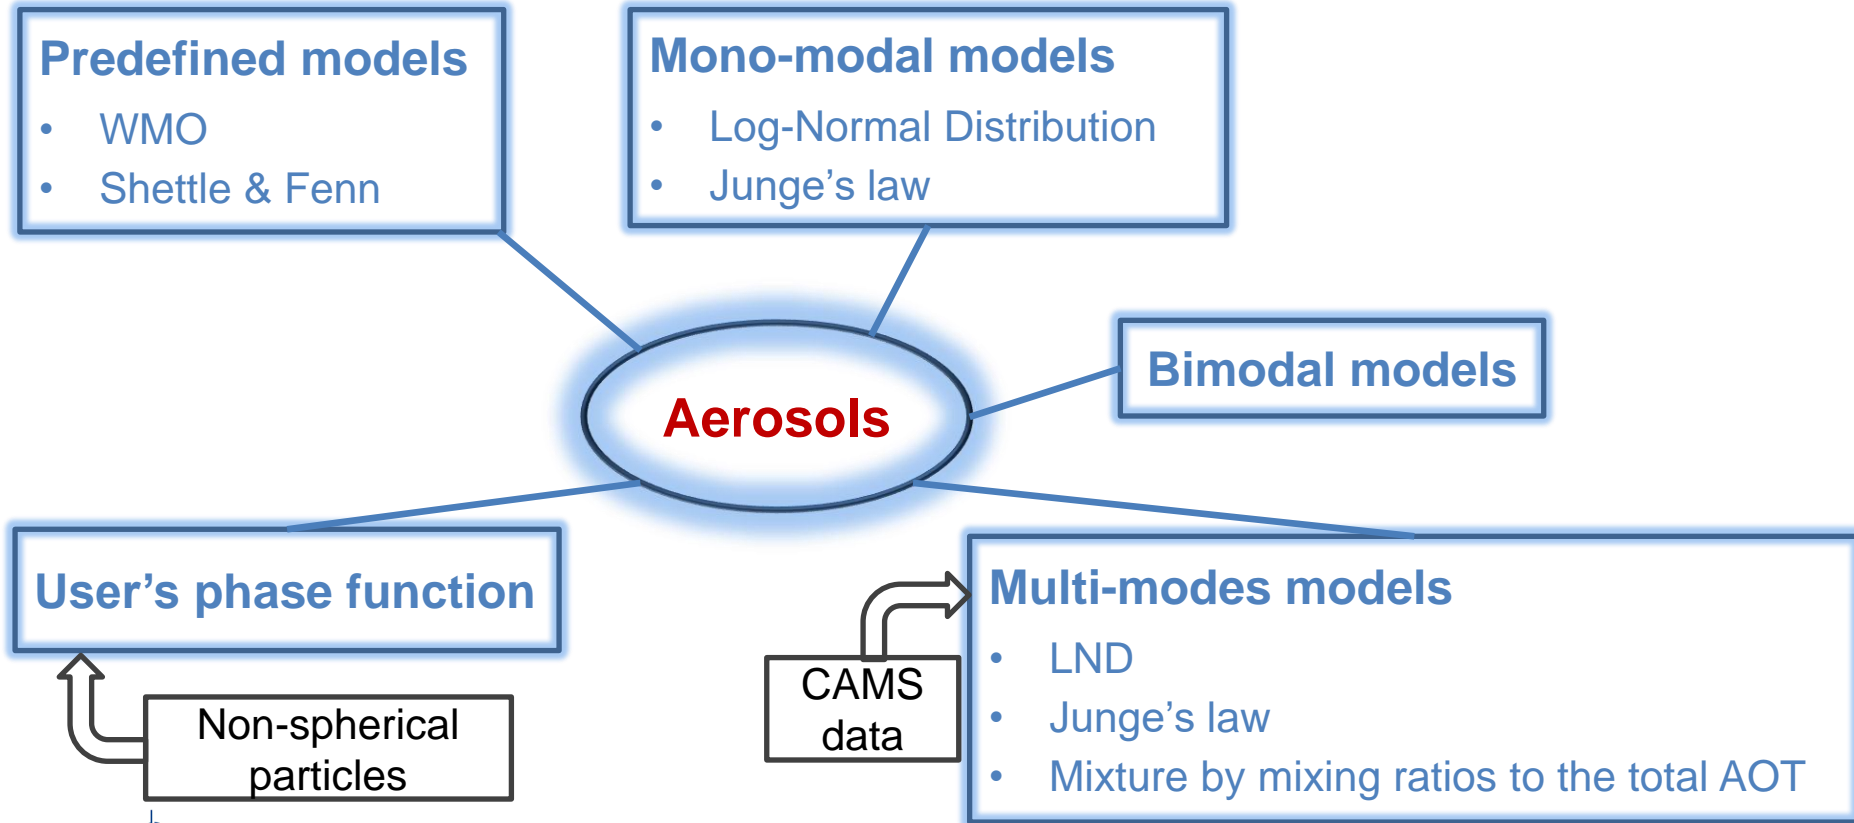 Predefined models
• WMO
• Shettle & Fenn
Mono-modal models
• Log-Normal Distribution
• Junge’s law
Aerosols
Bimodal models
User’s phase function
Non-spherical
particles
CAMS
data
Multi-modes models
• LND
• Junge’s law
• Mixture by mixing ratios to the total AOT